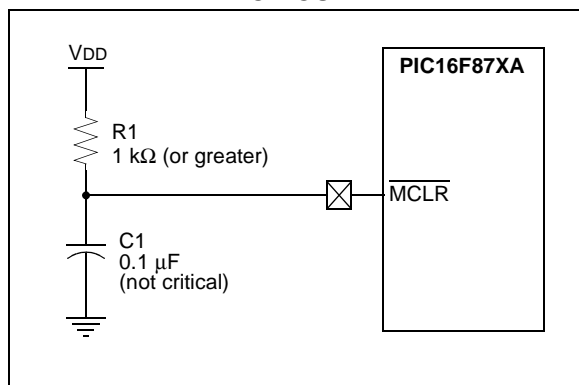 VDD
R1
1 kΩ (or greater)
C1
0.1 µF
(not critical)
PIC16F87XA
MCLR